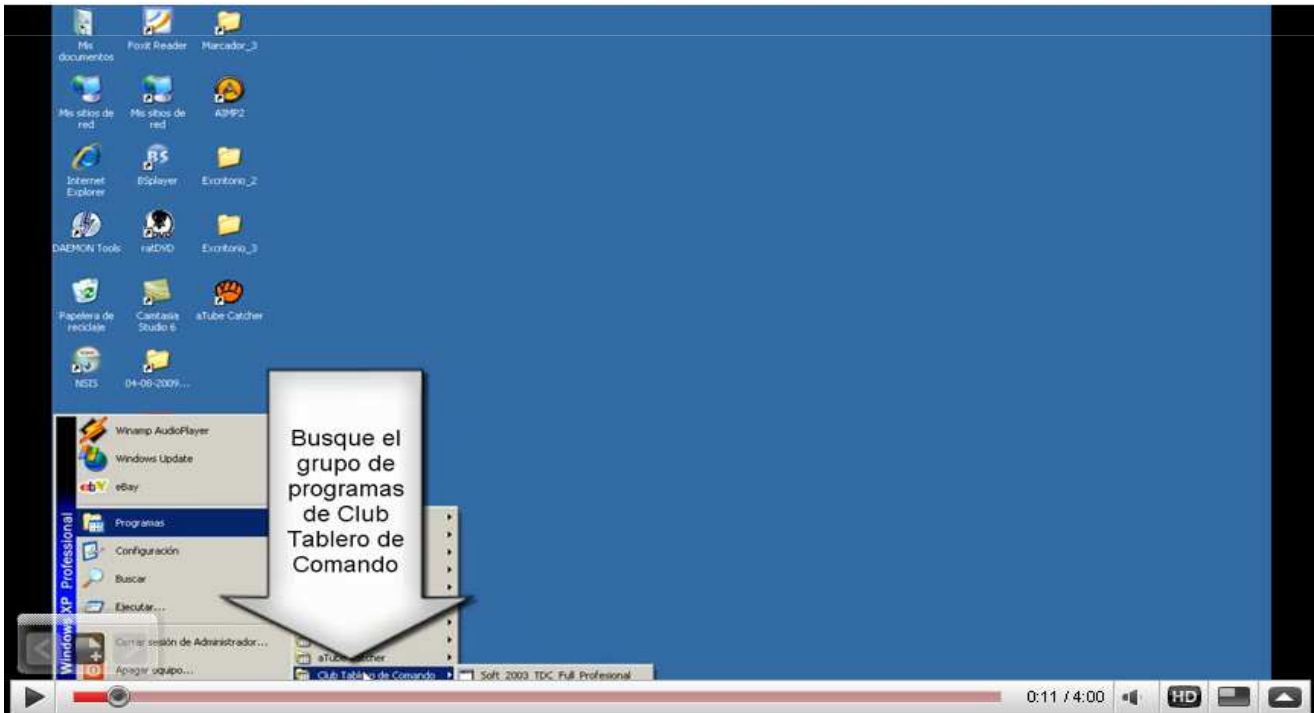 Mis documentos
Foxit Reader
Marcador_3
Mis sitios de red
Mis sitios de red
AIMP2
Internet Explorer
BSplayer
Escritorio_2
DAEMON Tools
ratDVD
Escritorio_3
Papelera de reciclaje
Camtasia Studio 6
aTube Catcher
NSIS
04-08-2009...
Windows XP Professional
Winamp AudioPlayer
Windows Update
eBay
Programas
Configuración
Buscar
Ejecutar...
Cerrar sesión de Administrador...
Apagar equipo...
Busque el
grupo de
programas
de Club
Tablero de
Comando
aTube Catcher
Club Tablero de Comando
Soft_2003_TDC_Full_Profesional
0:11 / 4:00
HD